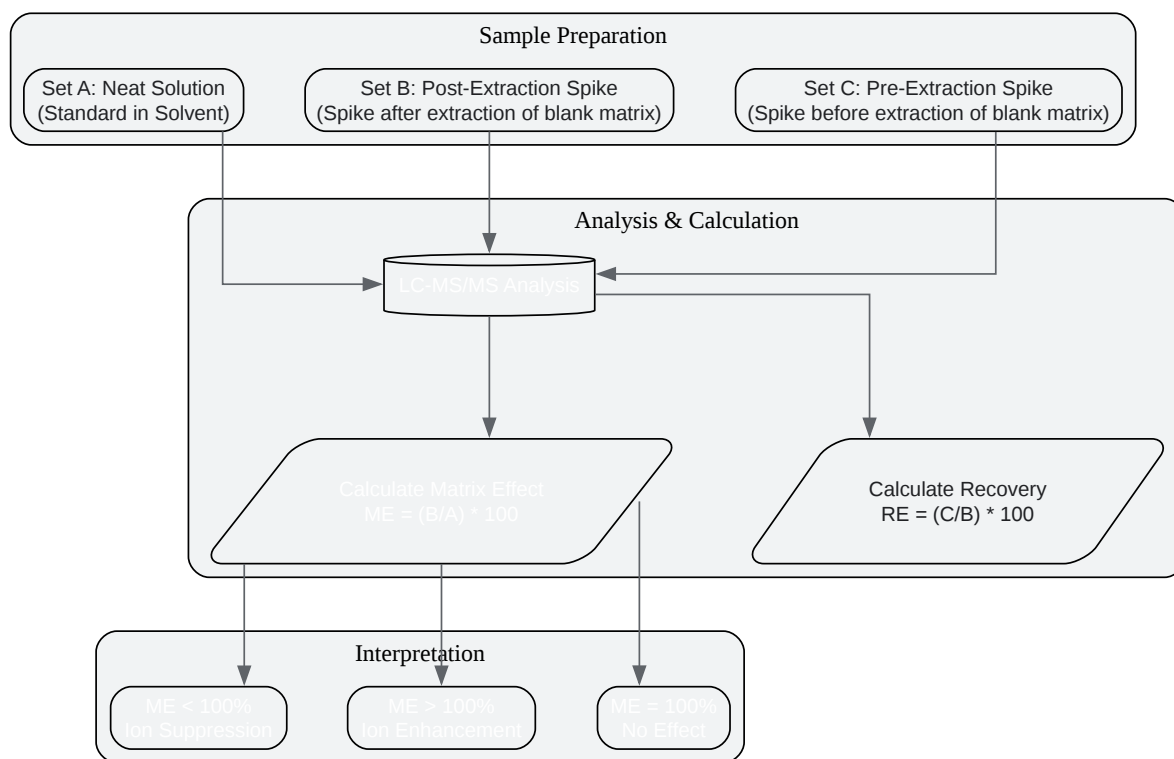 Sample Preparation
Set A: Neat Solution
(Standard in Solvent)
Set B: Post-Extraction Spike
(Spike after extraction of blank matrix)
Set C: Pre-Extraction Spike
(Spike before extraction of blank matrix)
Analysis & Calculation
LC-MS/MS Analysis
Calculate Matrix Effect
ME = (B/A) * 100
Calculate Recovery
RE = (C/B) * 100
Interpretation
ME < 100%
Ion Suppression
ME > 100%
Ion Enhancement
ME = 100%
No Effect